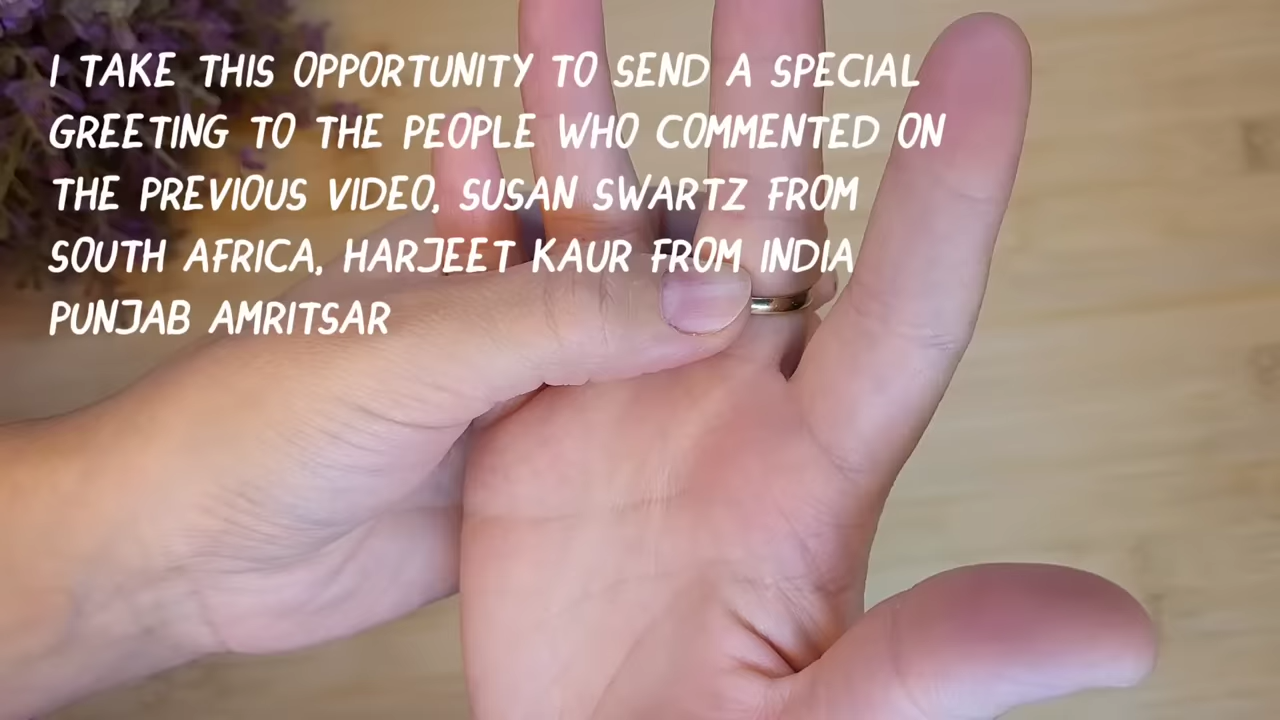 I TAKE THIS OPPORTUNITY TO SEND A SPECIAL
GREETING TO THE PEOPLE WHO COMMENTED ON
THE PREVIOUS VIDEO, SUSAN SWARTZ FROM
SOUTH AFRICA, HARJEET KAUR FROM INDIA
PUNJAB AMRITSAR